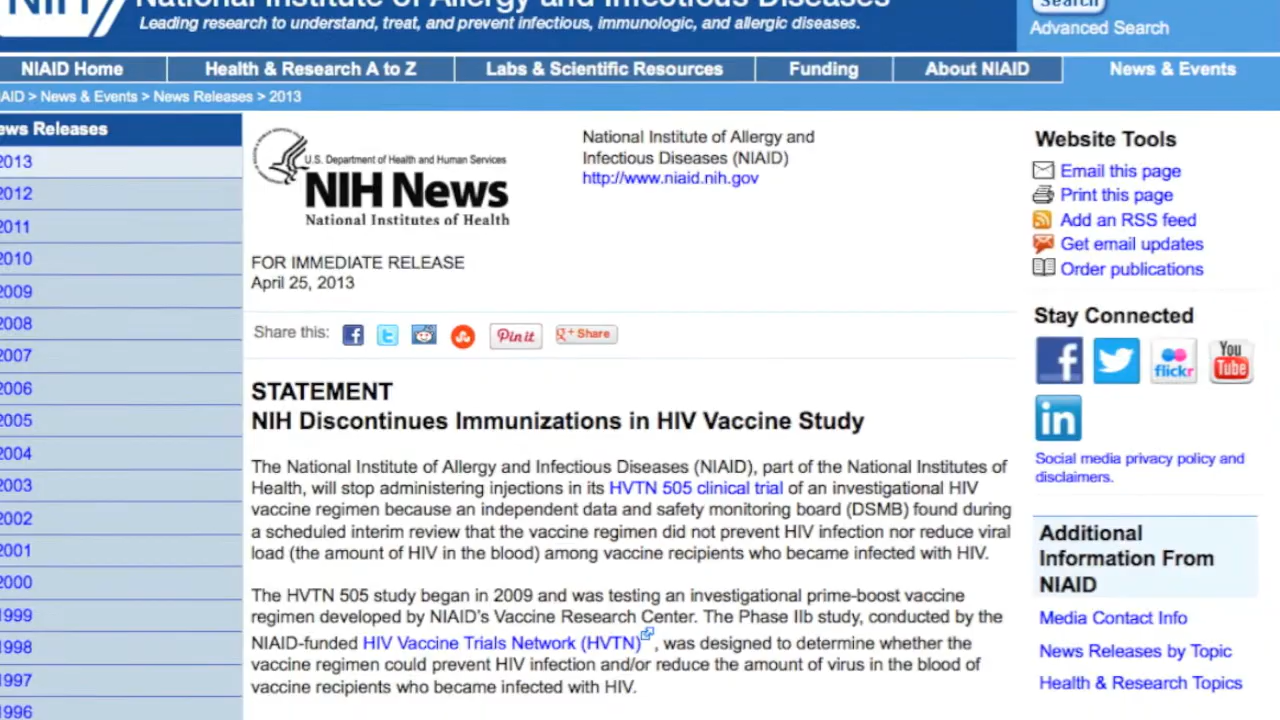 NIH
National Institute of Allergy and Infectious Diseases
Leading research to understand, treat, and prevent infectious, immunologic, and allergic diseases.
Search
Advanced Search
NIAID Home
Health & Research A to Z
Labs & Scientific Resources
Funding
About NIAID
News & Events
AID > News & Events > News Releases > 2013
ews Releases
2013
2012
2011
2010
2009
2008
2007
2006
2005
2004
2003
2002
2001
2000
1999
1998
1997
1996
U.S. Department of Health and Human Services
NIH News
National Institutes of Health
National Institute of Allergy and
Infectious Diseases (NIAID)
http://www.niaid.nih.gov
FOR IMMEDIATE RELEASE
April 25, 2013
Share this:
Pin it
g+ Share
STATEMENT
NIH Discontinues Immunizations in HIV Vaccine Study
The National Institute of Allergy and Infectious Diseases (NIAID), part of the National Institutes of
Health, will stop administering injections in its HVTN 505 clinical trial of an investigational HIV
vaccine regimen because an independent data and safety monitoring board (DSMB) found during
a scheduled interim review that the vaccine regimen did not prevent HIV infection nor reduce viral
load (the amount of HIV in the blood) among vaccine recipients who became infected with HIV.
The HVTN 505 study began in 2009 and was testing an investigational prime-boost vaccine
regimen developed by NIAID's Vaccine Research Center. The Phase IIb study, conducted by the
NIAID-funded HIV Vaccine Trials Network (HVTN) , was designed to determine whether the
vaccine regimen could prevent HIV infection and/or reduce the amount of virus in the blood of
vaccine recipients who became infected with HIV.
Website Tools
Email this page
Print this page
Add an RSS feed
Get email updates
Order publications
Stay Connected
flickr
You
Tube
in
Social media privacy policy and
disclaimers.
Additional
Information From
NIAID
Media Contact Info
News Releases by Topic
Health & Research Topics